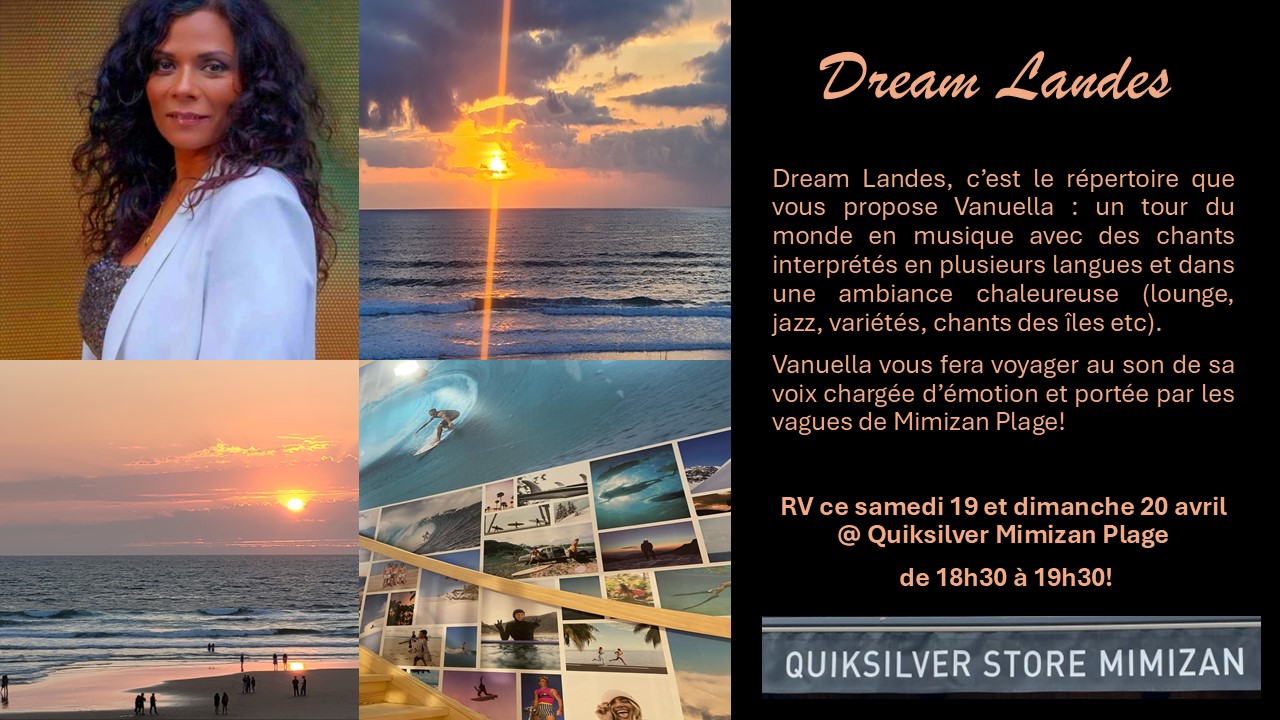 Dream Landes
Dream Landes, c’est le répertoire que
vous propose Vanuella : un tour du
monde en musique avec des chants
interprétés en plusieurs langues et dans
une ambiance chaleureuse (lounge,
jazz, variétés, chants des îles etc).
Vanuella vous fera voyager au son de sa
voix chargée d’émotion et portée par les
vagues de Mimizan Plage!
RV ce samedi 19 et dimanche 20 avril
@ Quiksilver Mimizan Plage
de 18h30 à 19h30!
QUIKSILVER STORE MIMIZAN